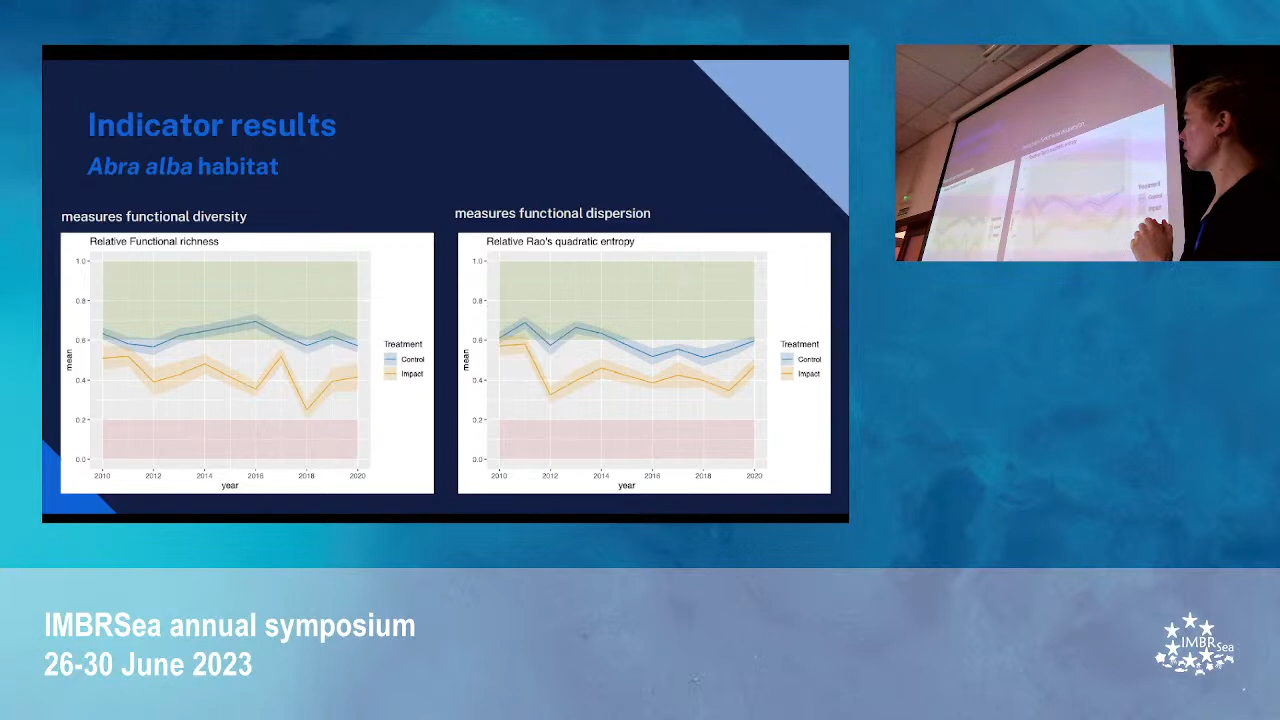 Indicator results
Abra alba habitat
measures functional diversity
Relative Functional richness
1.0
0.8
0.6
0.4
0.2
0.0
mean
2010 2012 2014 2016 2018 2020
year
Treatment
Control
Impact
measures functional dispersion
Relative Rao's quadratic entropy
1.0
0.8
0.6
0.4
0.2
0.0
mean
2010 2012 2014 2016 2018 2020
year
Treatment
Control
Impact
IMBRSea annual symposium
26-30 June 2023
IMBRSea